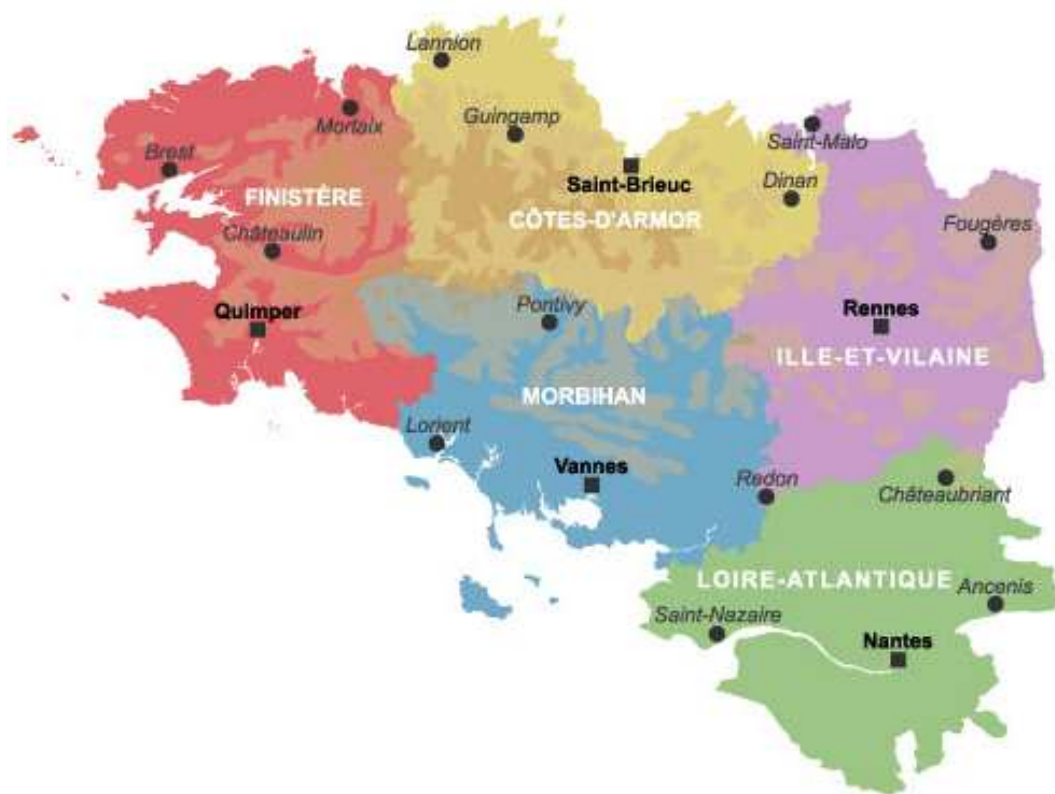 Lannion
Guingamp
Morlaix
Saint-Malo
Brest
Saint-Brieuc
Dinan
FINISTÈRE
CÔTES-D'ARMOR
Fougères
Châteaulin
Quimper
Pontivy
Rennes
ILLE-ET-VILAINE
MORBIHAN
Lorient
Vannes
Redon
Châteaubriant
LOIRE-ATLANTIQUE
Ancenis
Saint-Nazaire
Nantes